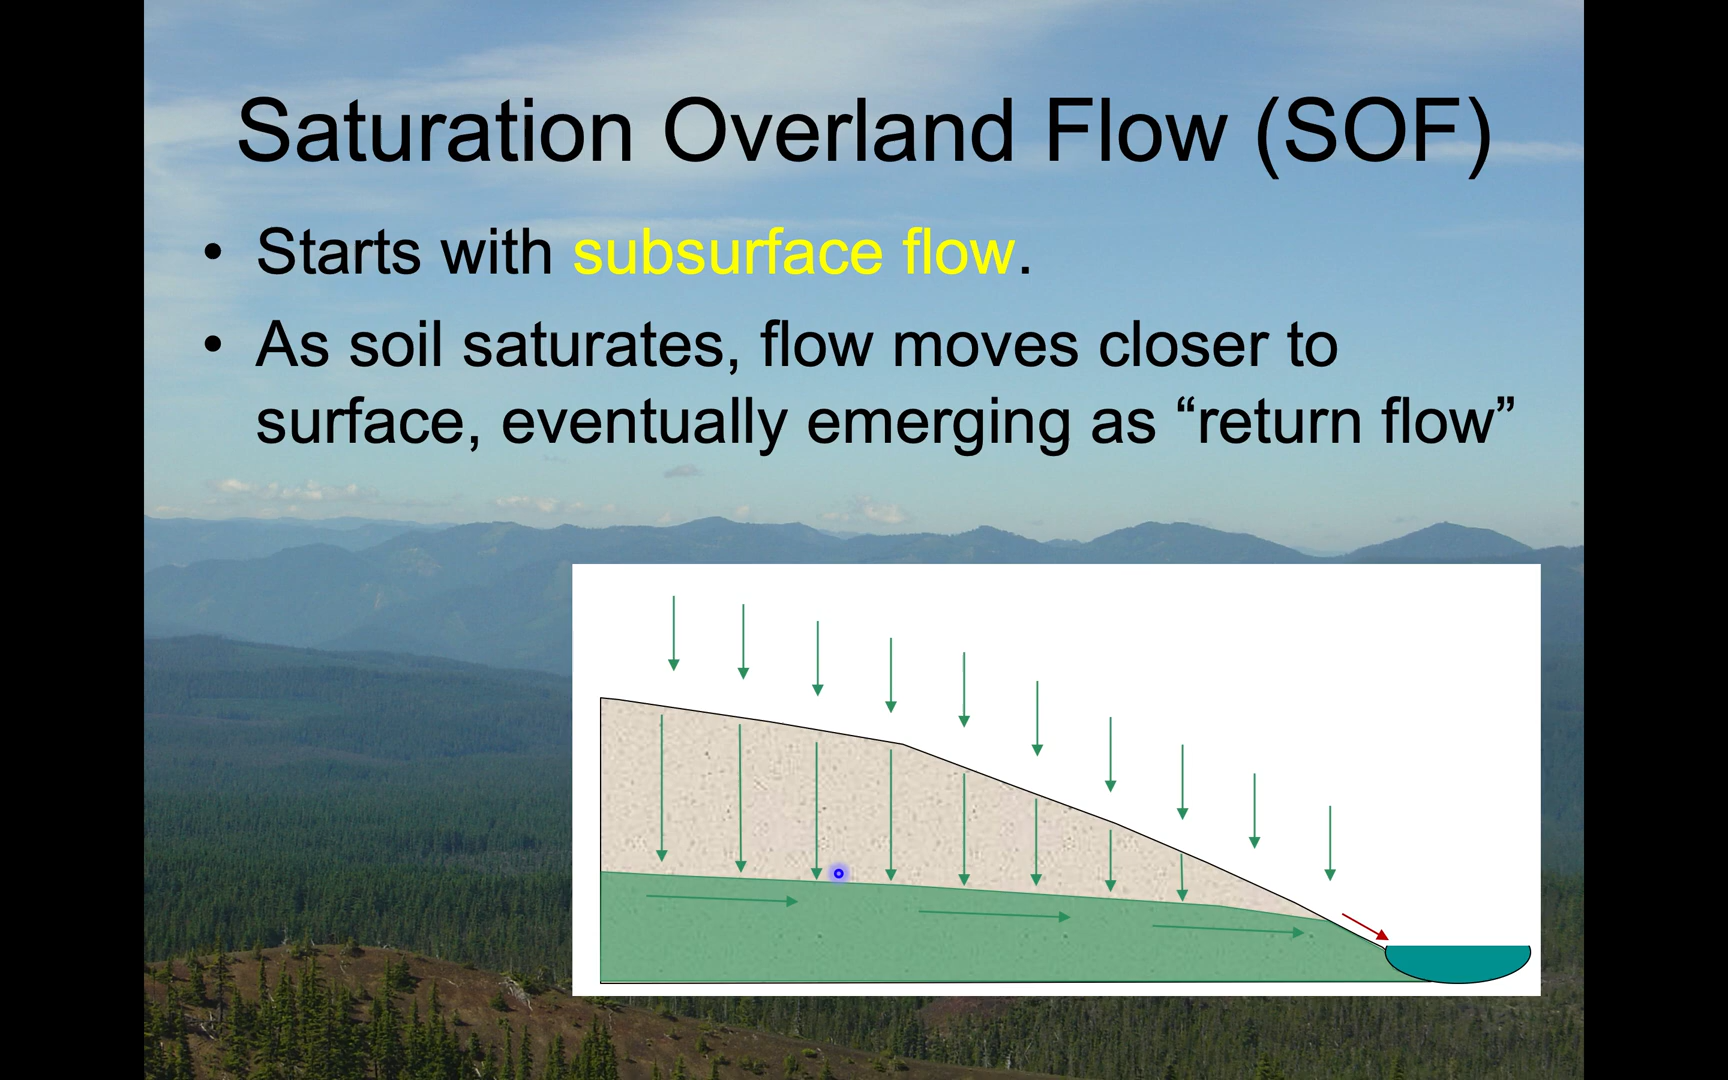 Saturation Overland Flow (SOF)
• Starts with subsurface flow.
• As soil saturates, flow moves closer to
surface, eventually emerging as “return flow”